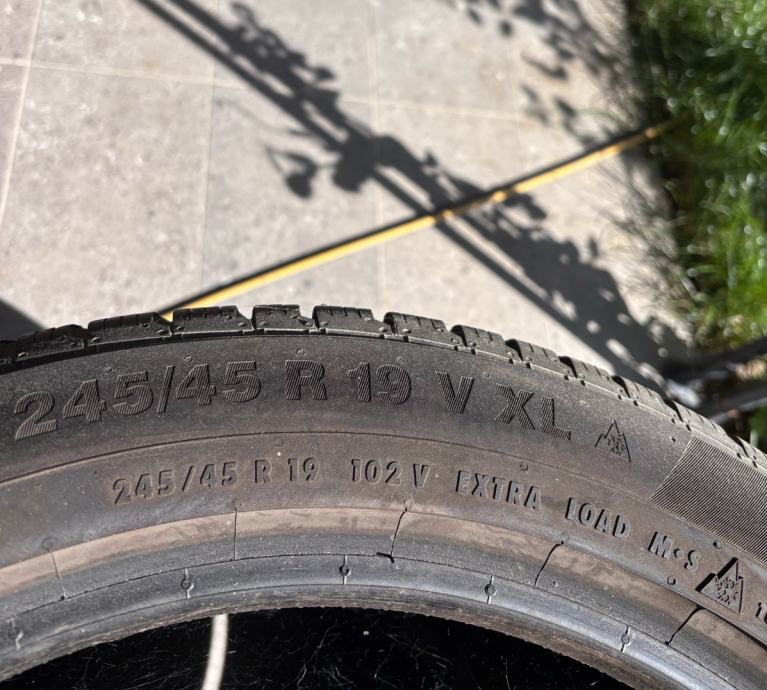 245/45 R 19 V XL
245/45 R 19 102 V EXTRA LOAD M•S